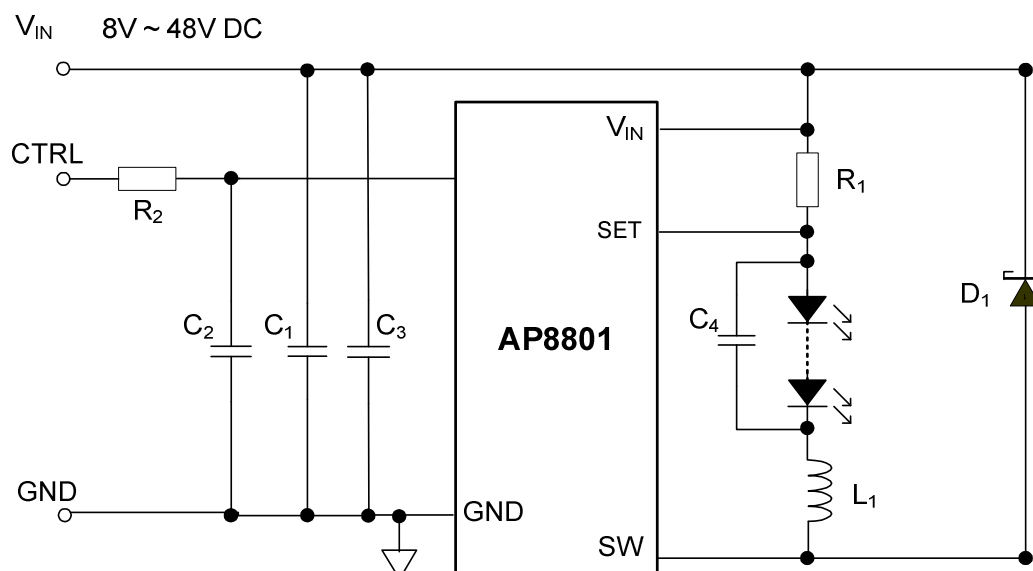 VIN 8V ~ 48V DC
VIN
CTRL
R1
R2
SET
D1
C2
C1
C3
C4
AP8801
GND
GND
L1
SW